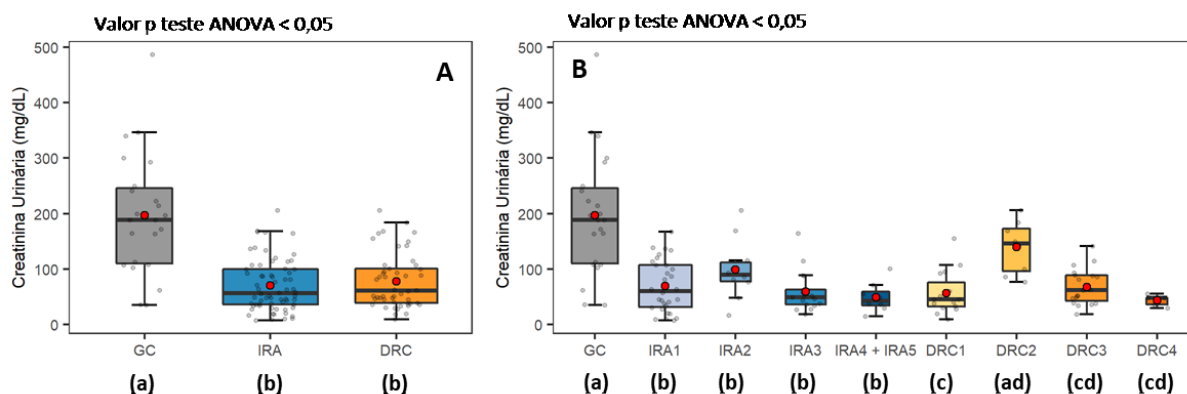 Valor p teste ANOVA < 0,05
A
Creatinina Urinária (mg/dL)
500
400
300
200
100
0
GC IRA DRC
(a) (b) (b)
Valor p teste ANOVA < 0,05
B
Creatinina Urinária (mg/dL)
500
400
300
200
100
0
GC IRA1 IRA2 IRA3 IRA4 + IRA5 DRC1 DRC2 DRC3 DRC4
(a) (b) (b) (b) (b) (c) (ad) (cd) (cd)